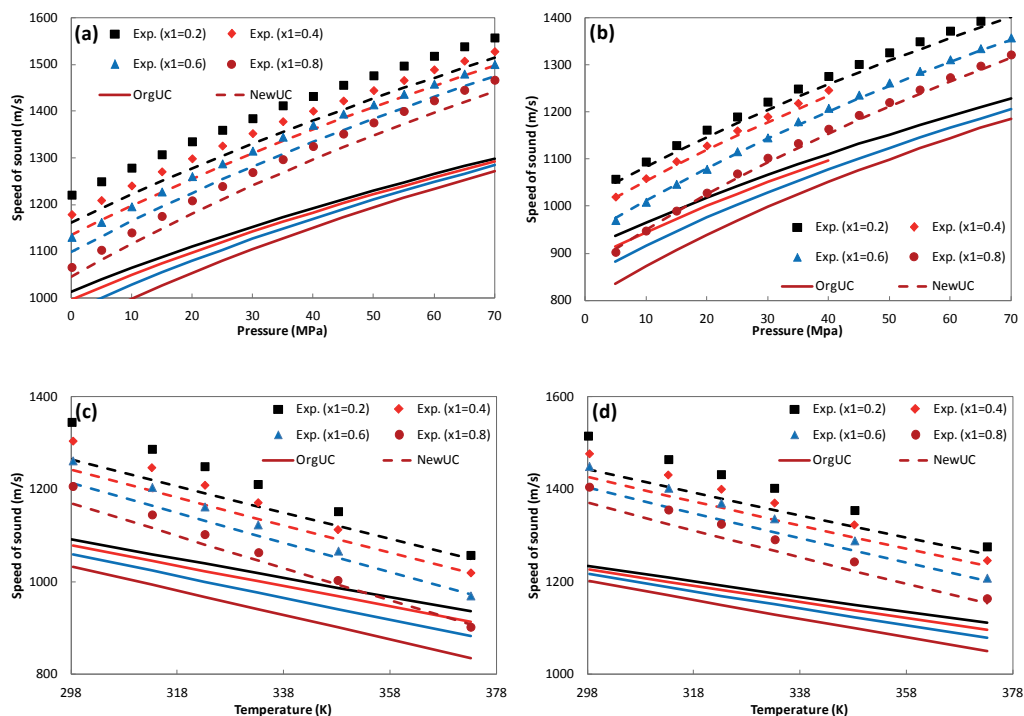 (a)
Exp. (x1=0.2) Exp. (x1=0.4)
Exp. (x1=0.6) Exp. (x1=0.8)
OrgUC NewUC
Speed of sound (m/s)
1600
1500
1400
1300
1200
1100
1000
0 10 20 30 40 50 60 70
Pressure (MPa)
(b)
Speed of sound (m/s)
1400
1300
1200
1100
1000
900
800
Exp. (x1=0.2) Exp. (x1=0.4)
Exp. (x1=0.6) Exp. (x1=0.8)
OrgUC NewUC
0 10 20 30 40 50 60 70
Pressure (Mpa)
(c)
Exp. (x1=0.2) Exp. (x1=0.4)
Exp. (x1=0.6) Exp. (x1=0.8)
OrgUC NewUC
Speed of sound (m/s)
1400
1200
1000
800
298 318 338 358 378
Temperature (K)
(d)
Exp. (x1=0.2) Exp. (x1=0.4)
Exp. (x1=0.6) Exp. (x1=0.8)
OrgUC NewUC
Speed of sound (m/s)
1600
1400
1200
1000
298 318 338 358 378
Temperature (K)